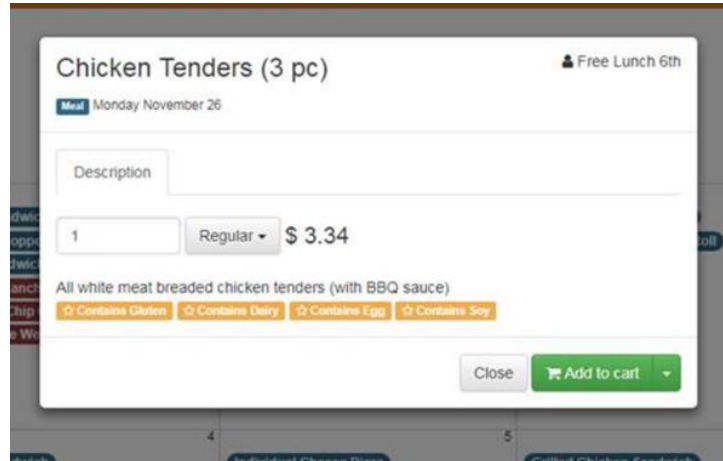 Chicken Tenders (3 pc)
Free Lunch 6th
Meal Monday November 26
Description
1
Regular
$ 3.34
All white meat breaded chicken tenders (with BBQ sauce)
Contains Gluten Contains Dairy Contains Egg Contains Soy
Close
Add to cart
4
5